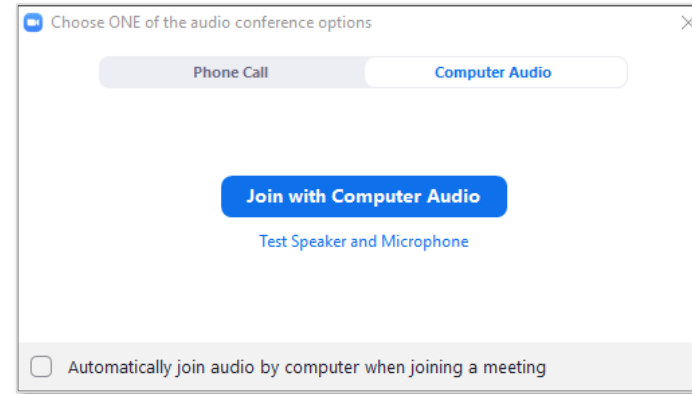 Choose ONE of the audio conference options
Phone Call
Computer Audio
Join with Computer Audio
Test Speaker and Microphone
Automatically join audio by computer when joining a meeting